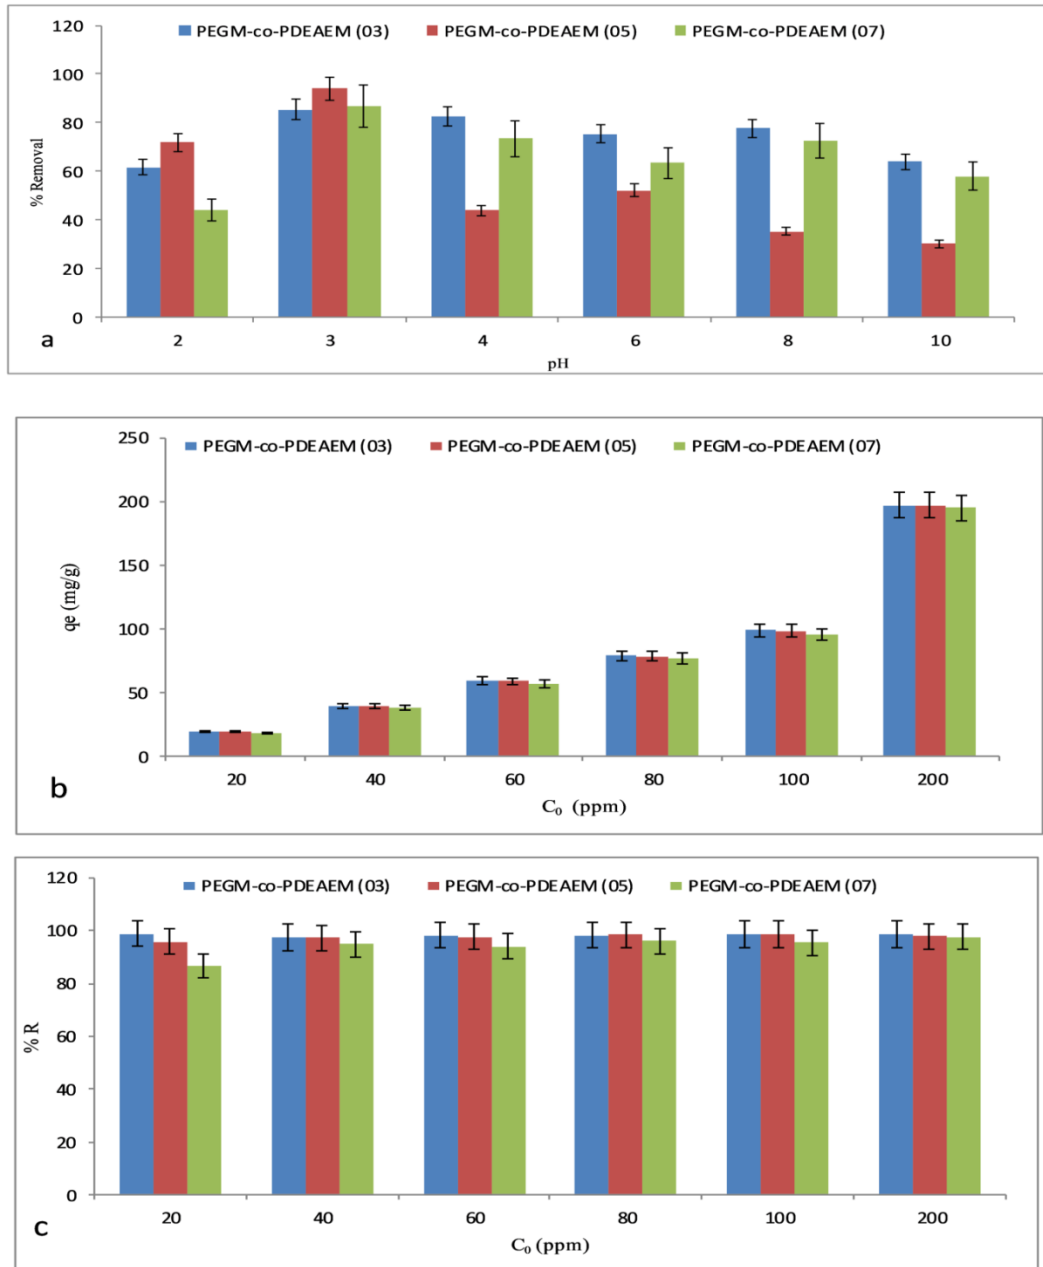 120
PEGM-co-PDEAEM (03) PEGM-co-PDEAEM (05) PEGM-co-PDEAEM (07)
100
80
60
40
20
0
% Removal
2 3 4 6 8 10
pH
a
250
PEGM-co-PDEAEM (03) PEGM-co-PDEAEM (05) PEGM-co-PDEAEM (07)
200
150
100
50
0
qe (mg/g)
20 40 60 80 100 200
C₀ (ppm)
b
120
PEGM-co-PDEAEM (03) PEGM-co-PDEAEM (05) PEGM-co-PDEAEM (07)
100
80
60
40
20
0
% R
20 40 60 80 100 200
C₀ (ppm)
c